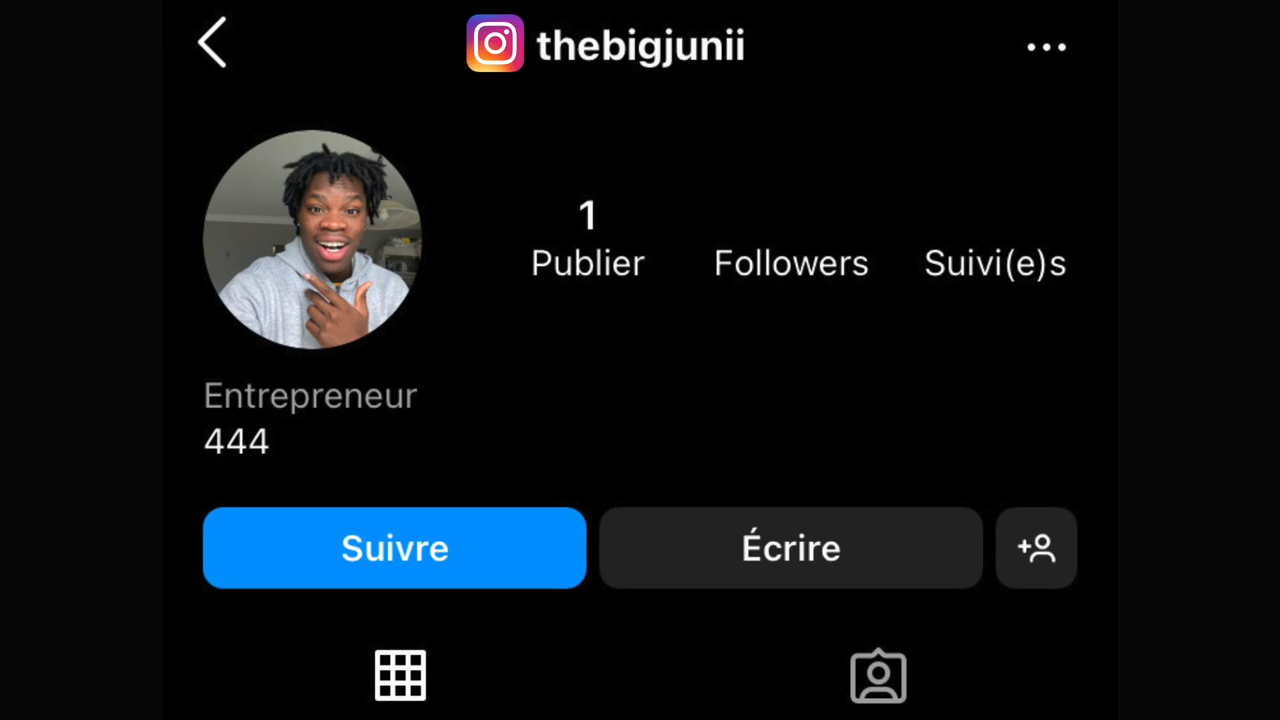 thebigjunii
1
Publier Followers Suivi(e)s
Entrepreneur
444
Suivre Écrire